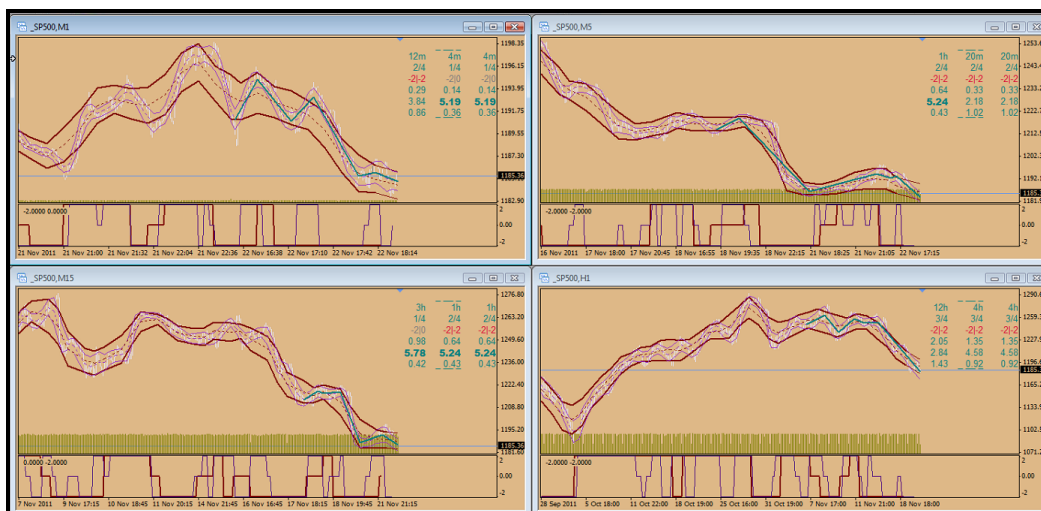 _SP500,M1
12m 4m 4m
2/4 1/4 1/4
-2|-2 -2|0 -2|0
0.29 0.14 0.14
3.84 5.19 5.19
0.86 0.36 0.36
1198.35
1196.15
1193.95
1191.75
1189.55
1187.30
1185.36
1182.90
-2.0000 0.0000
2
0.00
-2
21 Nov 2011 21 Nov 21:00 21 Nov 21:32 21 Nov 22:04 21 Nov 22:36 22 Nov 16:38 22 Nov 17:10 22 Nov 17:42 22 Nov 18:14
_SP500,M5
1h 20m 20m
2/4 2/4 2/4
-2|-2 -2|-2 -2|-2
0.64 0.33 0.33
5.24 2.18 2.18
0.43 1.02 1.02
1253.6
1243.4
1233.2
1222.7
1212.5
1202.3
1192.1
1185.3
1181.9
-2.0000 -2.0000
2
0.00
-2
16 Nov 2011 17 Nov 18:00 17 Nov 20:45 18 Nov 16:55 18 Nov 19:35 18 Nov 22:15 21 Nov 18:25 21 Nov 21:05 22 Nov 17:15
_SP500,M15
3h 1h 1h
1/4 2/4 2/4
-2|0 -2|-2 -2|-2
0.98 0.64 0.64
5.78 5.24 5.24
0.42 0.43 0.43
1276.80
1263.20
1249.60
1236.00
1222.40
1208.80
1195.20
1185.36
1181.60
0.0000 -2.0000
2
0.00
-2
7 Nov 2011 9 Nov 17:15 10 Nov 18:45 11 Nov 20:15 14 Nov 21:45 16 Nov 16:45 17 Nov 18:15 18 Nov 19:45 21 Nov 21:15
_SP500,H1
12h 4h 4h
3/4 3/4 3/4
-2|-2 -2|-2 -2|-2
2.05 1.35 1.35
2.84 4.58 4.58
1.43 0.92 0.92
1290.6
1259.2
1227.9
1196.6
1185.3
1165.2
1133.9
1102.5
1071.2
-2.0000 -2.0000
2
0.00
-2
28 Sep 2011 5 Oct 18:00 11 Oct 22:00 19 Oct 18:00 25 Oct 16:00 31 Oct 19:00 7 Nov 17:00 11 Nov 21:00 18 Nov 18:00